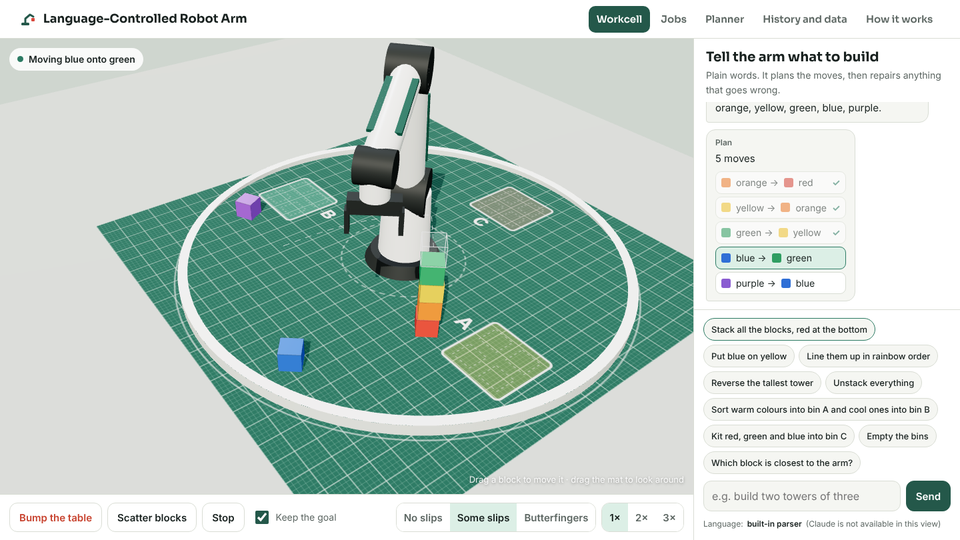 Language-Controlled Robot Arm
Workcell
Jobs
Planner
History and data
How it works
Moving blue onto green
B
C
A
Drag a block to move it · drag the mat to look around
Bump the table
Scatter blocks
Stop
Keep the goal
No slips
Some slips
Butterfingers
1×
2×
3×
Tell the arm what to build
Plain words. It plans the moves, then repairs anything
that goes wrong.
orange, yellow, green, blue, purple.
Plan
5 moves
orange → red ✓
yellow → orange ✓
green → yellow ✓
blue → green
purple → blue
Stack all the blocks, red at the bottom
Put blue on yellow
Line them up in rainbow order
Reverse the tallest tower
Unstack everything
Sort warm colours into bin A and cool ones into bin B
Kit red, green and blue into bin C
Empty the bins
Which block is closest to the arm?
e.g. build two towers of three
Send
Language: built-in parser (Claude is not available in this view)